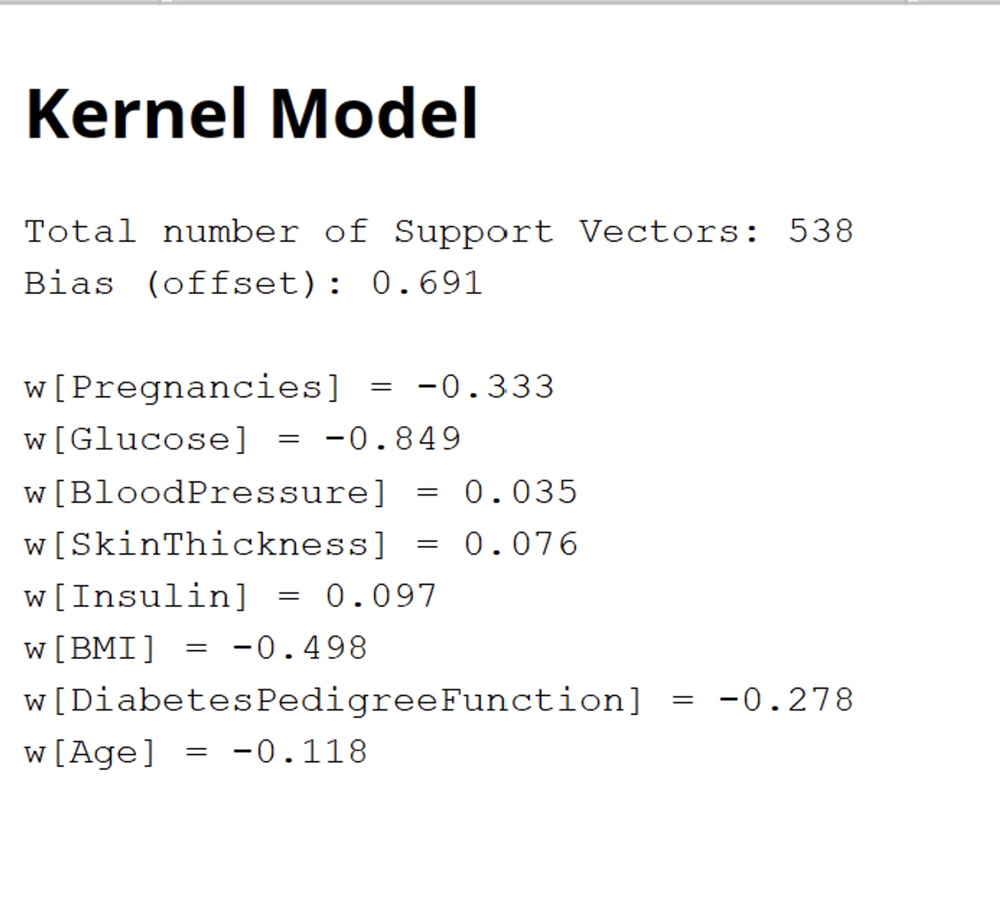 Kernel Model
Total number of Support Vectors: 538
Bias (offset): 0.691
w[Pregnancies] = -0.333
w[Glucose] = -0.849
w[BloodPressure] = 0.035
w[SkinThickness] = 0.076
w[Insulin] = 0.097
w[BMI] = -0.498
w[DiabetesPedigreeFunction] = -0.278
w[Age] = -0.118